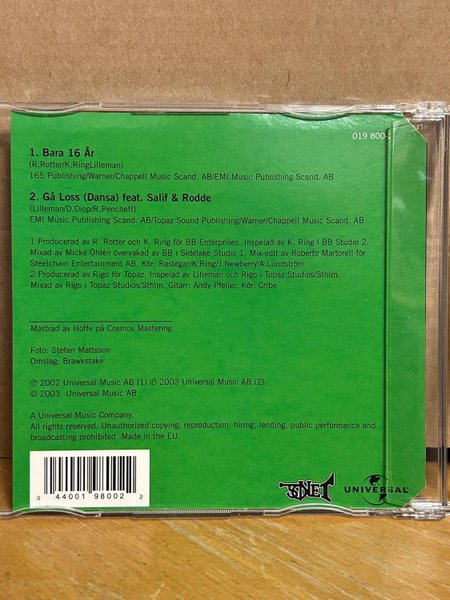 019 800-2
1. Bara 16 År
(R.Rotter/K.RingLilleman)
165 Publishing/Warner/Chappell Music Scand. AB/EMI Music Publishing Scand. AB
2. Gå Loss (Dansa) feat. Salif & Rodde
(Lilleman/D.Diop/R.Pencheff)
EMI Music Publishing Scand. AB/Topaz Sound Publishing/Warner/Chappell Music Scand. AB
1 Producerad av R. Rotter och K. Ring för BB Enterprises. Inspelad av K. Ring i BB Studio 2.
Mixad av Micke Öhlén övervakad av BB i Sidelake Studio 1. Mix-edit av Roberto Martorell för
Steelchain Entertainment AB. Kör: Rastegar/K.Ring/J.Newberry/A.Lundström
2 Producerad av Rigo för Topaz. Inspelad av Lilleman och Rigo i Topaz Studios/Sthlm.
Mixad av Rigo i Topaz Studios/Sthlm, Gitarr: Andy Pfeiler, Kör: Cribe
Mastrad av Hoffe på Cosmos Mastering.
Foto: Stefan Mattsson
Omslag: Brawkstake
℗ 2002 Universal Music AB (1) ℗ 2003 Universal Music AB (2)
© 2003 Universal Music AB
A Universal Music Company.
All rights reserved. Unauthorized copying, reproduction, hiring, lending, public performance and
broadcasting prohibited. Made in the EU.
0 44001 98002 2
UNIVERSAL